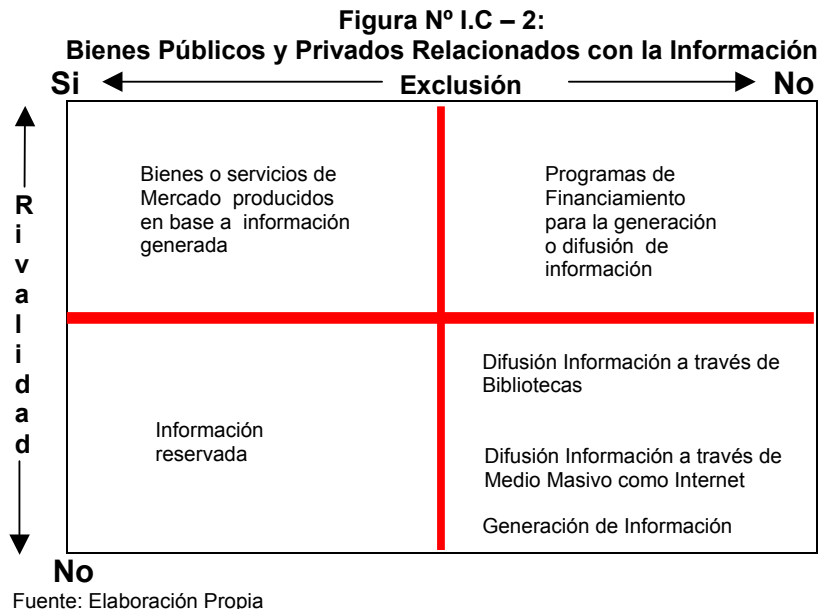 Figura Nº I.C – 2:
Bienes Públicos y Privados Relacionados con la Información
Si Exclusión No
Rivalidad
Bienes o servicios de
Mercado producidos
en base a información
generada
Programas de
Financiamiento
para la generación
o difusión de
información
Información
reservada
Difusión Información a través de
Bibliotecas
Difusión Información a través de
Medio Masivo como Internet
Generación de Información
No
Fuente: Elaboración Propia